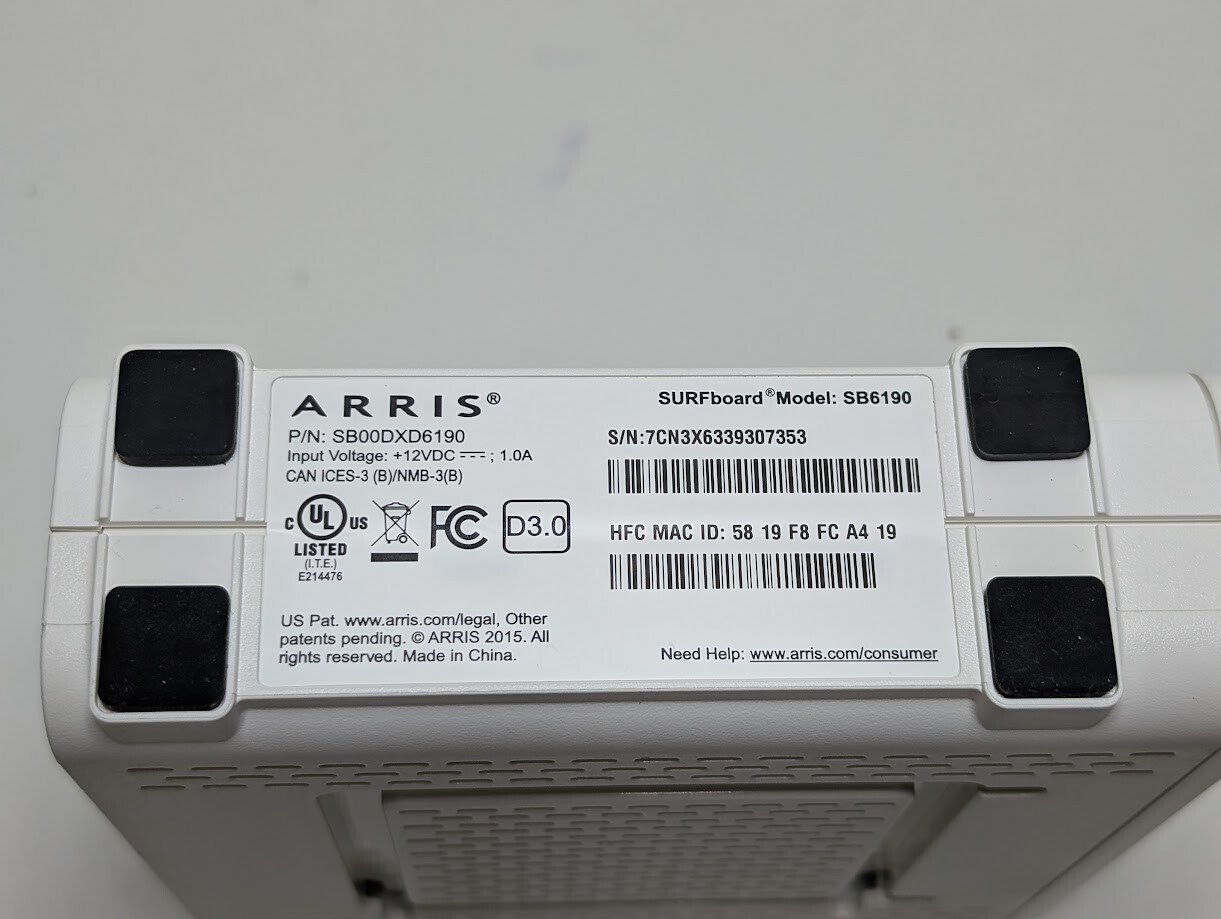 ARRIS®
SURFboard® Model: SB6190
P/N: SB00DXD6190
Input Voltage: +12VDC ⎓ ; 1.0A
CAN ICES-3 (B)/NMB-3(B)
S/N:7CN3X6339307353
C UL US
LISTED
(I.T.E.)
E214476
FC
D3.0
HFC MAC ID: 58 19 F8 FC A4 19
US Pat. www.arris.com/legal, Other
patents pending. © ARRIS 2015. All
rights reserved. Made in China.
Need Help: www.arris.com/consumer